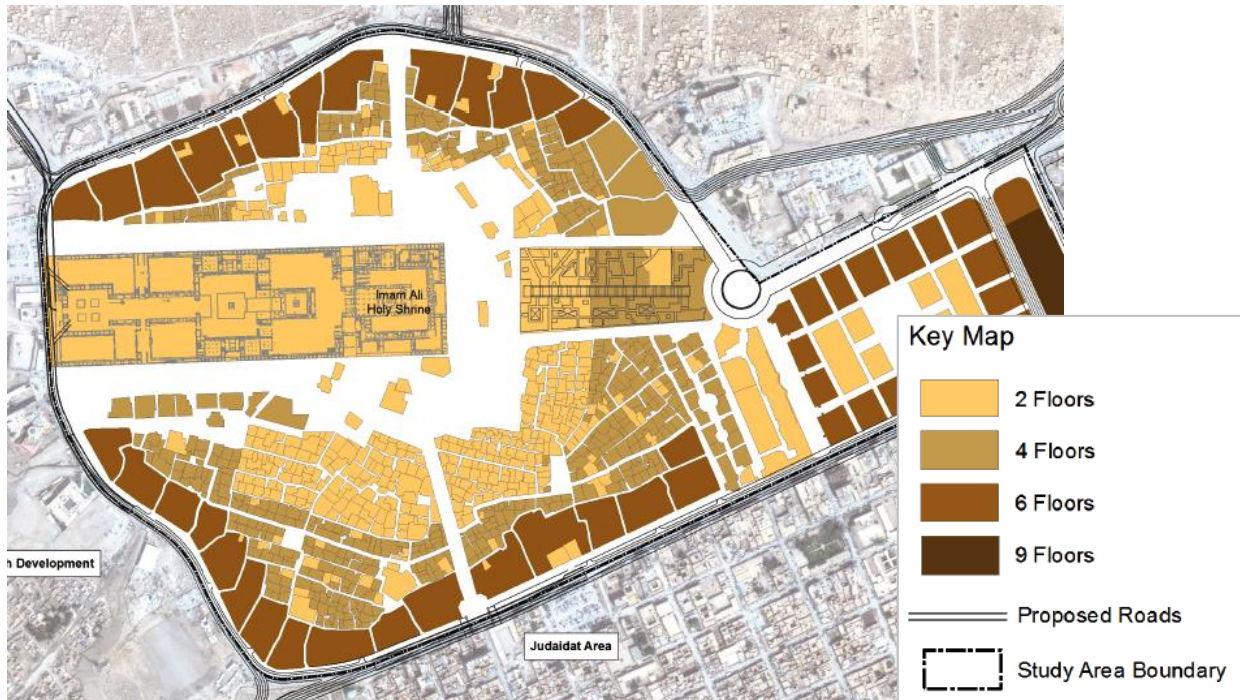 Imam Ali
Holy Shrine
n Development
Judaidat Area
Key Map
2 Floors
4 Floors
6 Floors
9 Floors
Proposed Roads
Study Area Boundary